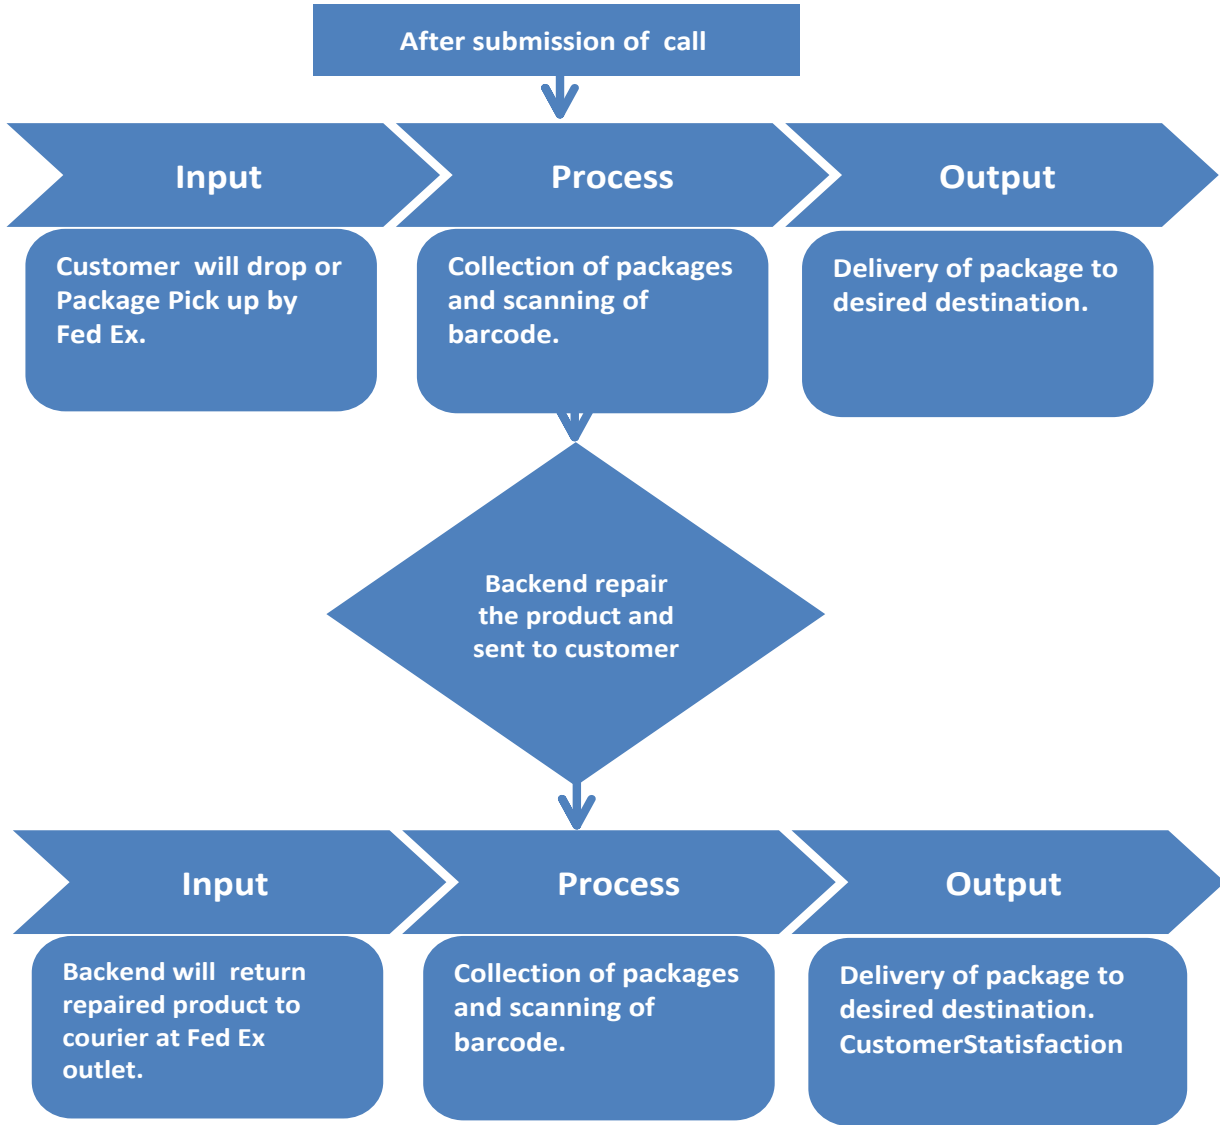 After submission of  call
Input
Process
Output
Customer  will drop or
Package Pick up by
Fed Ex.
Collection of packages
and scanning of
barcode.
Delivery of package to
desired destination.
Backend repair
the product and
sent to customer
Input
Process
Output
Backend will  return
repaired product to
courier at Fed Ex
outlet.
Collection of packages
and scanning of
barcode.
Delivery of package to
desired destination.
CustomerStatisfaction